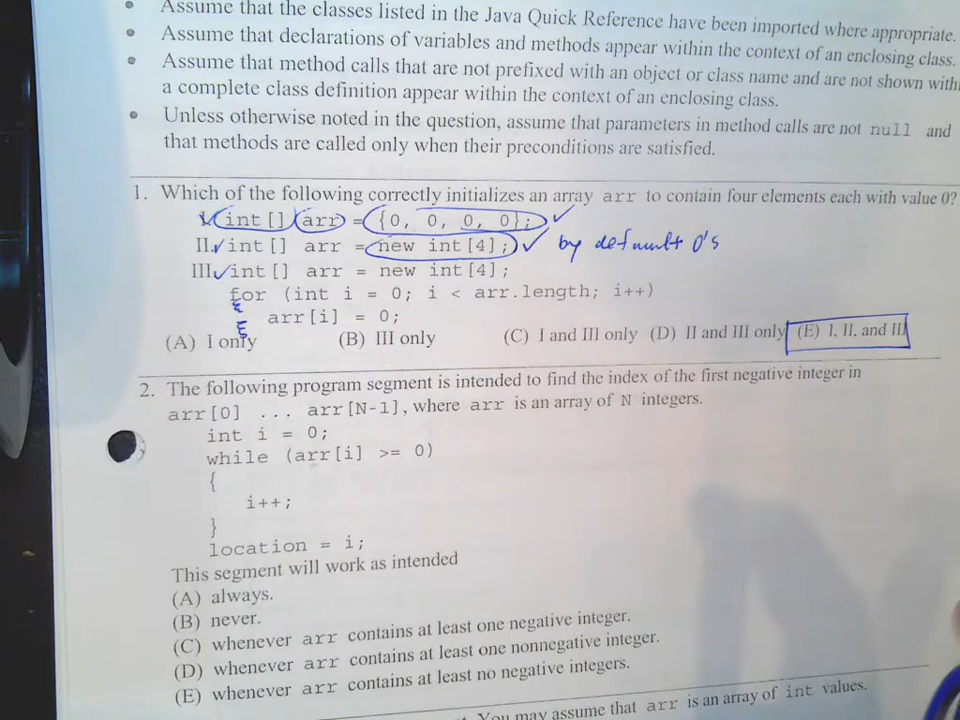 • Assume that the classes listed in the Java Quick Reference have been imported where appropriate.
• Assume that declarations of variables and methods appear within the context of an enclosing class.
• Assume that method calls that are not prefixed with an object or class name and are not shown
a complete class definition appear within the context of an enclosing class.
• Unless otherwise noted in the question, assume that parameters in method calls are not null and
that methods are called only when their preconditions are satisfied.
1. Which of the following correctly initializes an array arr to contain four elements each with value 0?
I. int [] arr = {0, 0, 0, 0}; ✓
II. ✓ int [] arr = new int [4]; ✓ by default 0's
III. ✓ int [] arr = new int [4];
for (int i = 0; i < arr.length; i++)
arr[i] = 0;
(A) I only (B) III only (C) I and III only (D) II and III only (E) I, II, and III
2. The following program segment is intended to find the index of the first negative integer in
arr[0] ... arr[N-1], where arr is an array of N integers.
int i = 0;
while (arr[i] >= 0)
{
i++;
}
location = i;
This segment will work as intended
(A) always.
(B) never.
(C) whenever arr contains at least one negative integer.
(D) whenever arr contains at least one nonnegative integer.
(E) whenever arr contains at least no negative integers.
You may assume that arr is an array of int values.